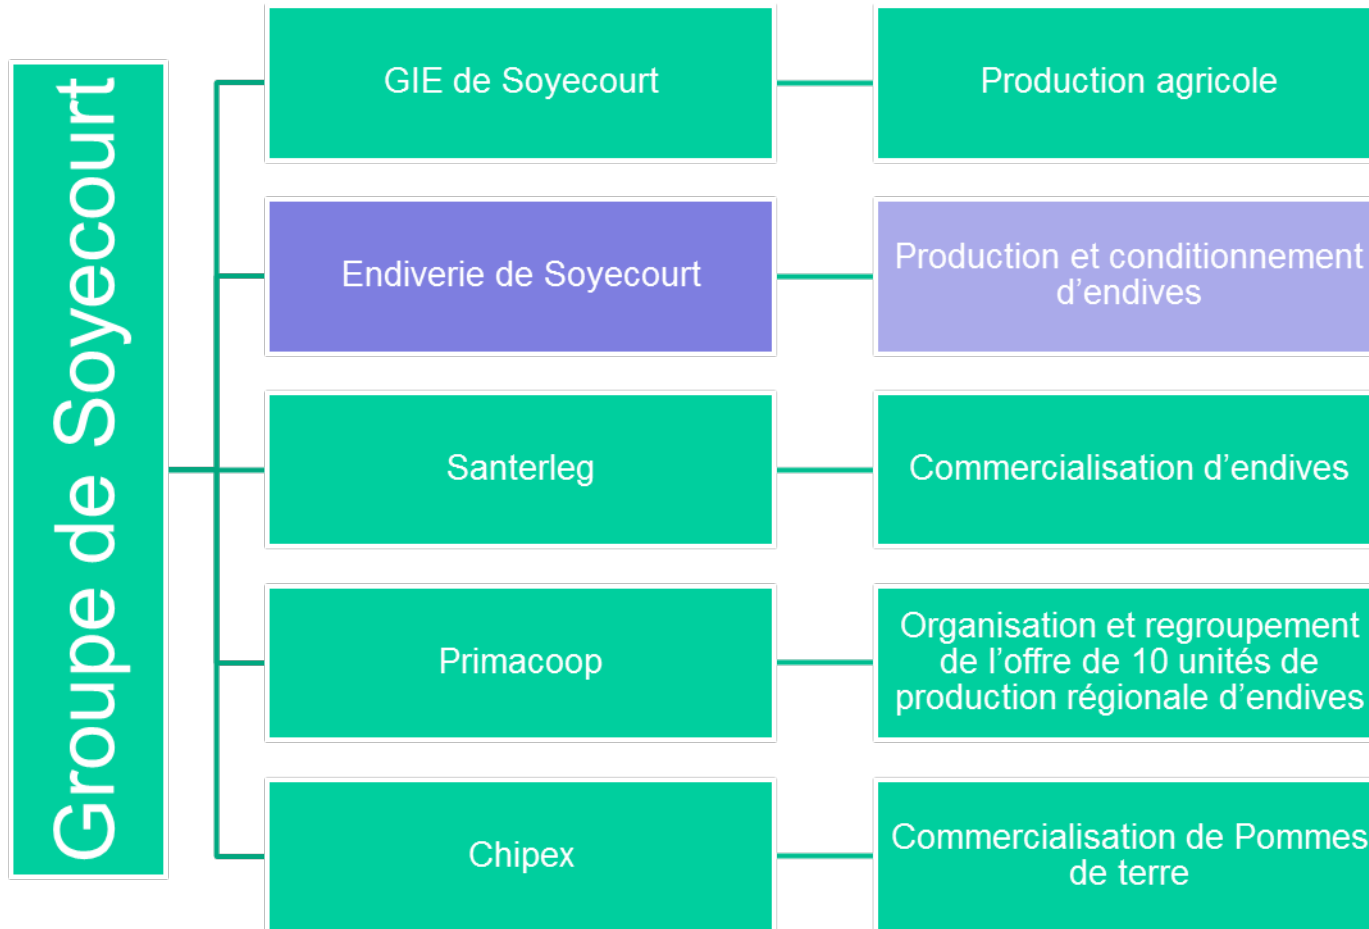 Groupe de Soyecourt
GIE de Soyecourt
Production agricole
Endiverie de Soyecourt
Production et conditionnement
d’endives
Santerleg
Commercialisation d’endives
Primacoop
Organisation et regroupement
de l’offre de 10 unités de
production régionale d’endives
Chipex
Commercialisation de Pommes
de terre